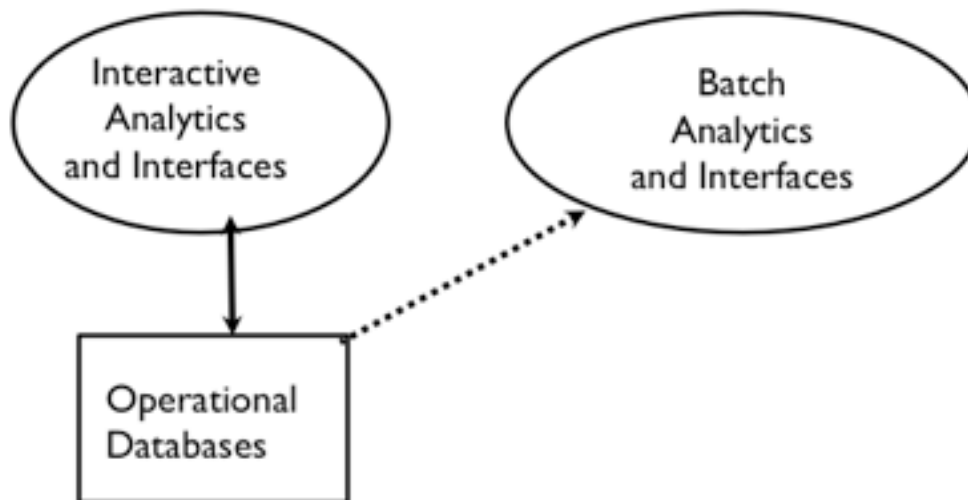 Interactive
Analytics
and Interfaces
Batch
Analytics
and Interfaces
Operational
Databases